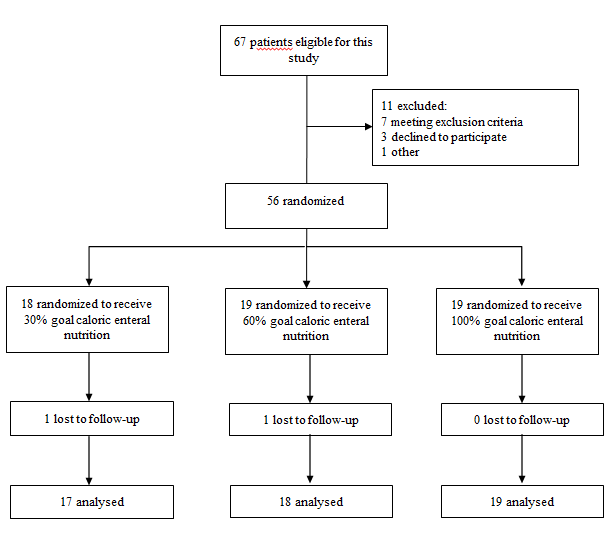 67 patients eligible for this
study
11 excluded:
7 meeting exclusion criteria
3 declined to participate
1 other
56 randomized
18 randomized to receive
30% goal caloric enteral
nutrition
19 randomized to receive
60% goal caloric enteral
nutrition
19 randomized to receive
100% goal caloric enteral
nutrition
1 lost to follow-up
1 lost to follow-up
0 lost to follow-up
17 analysed
18 analysed
19 analysed